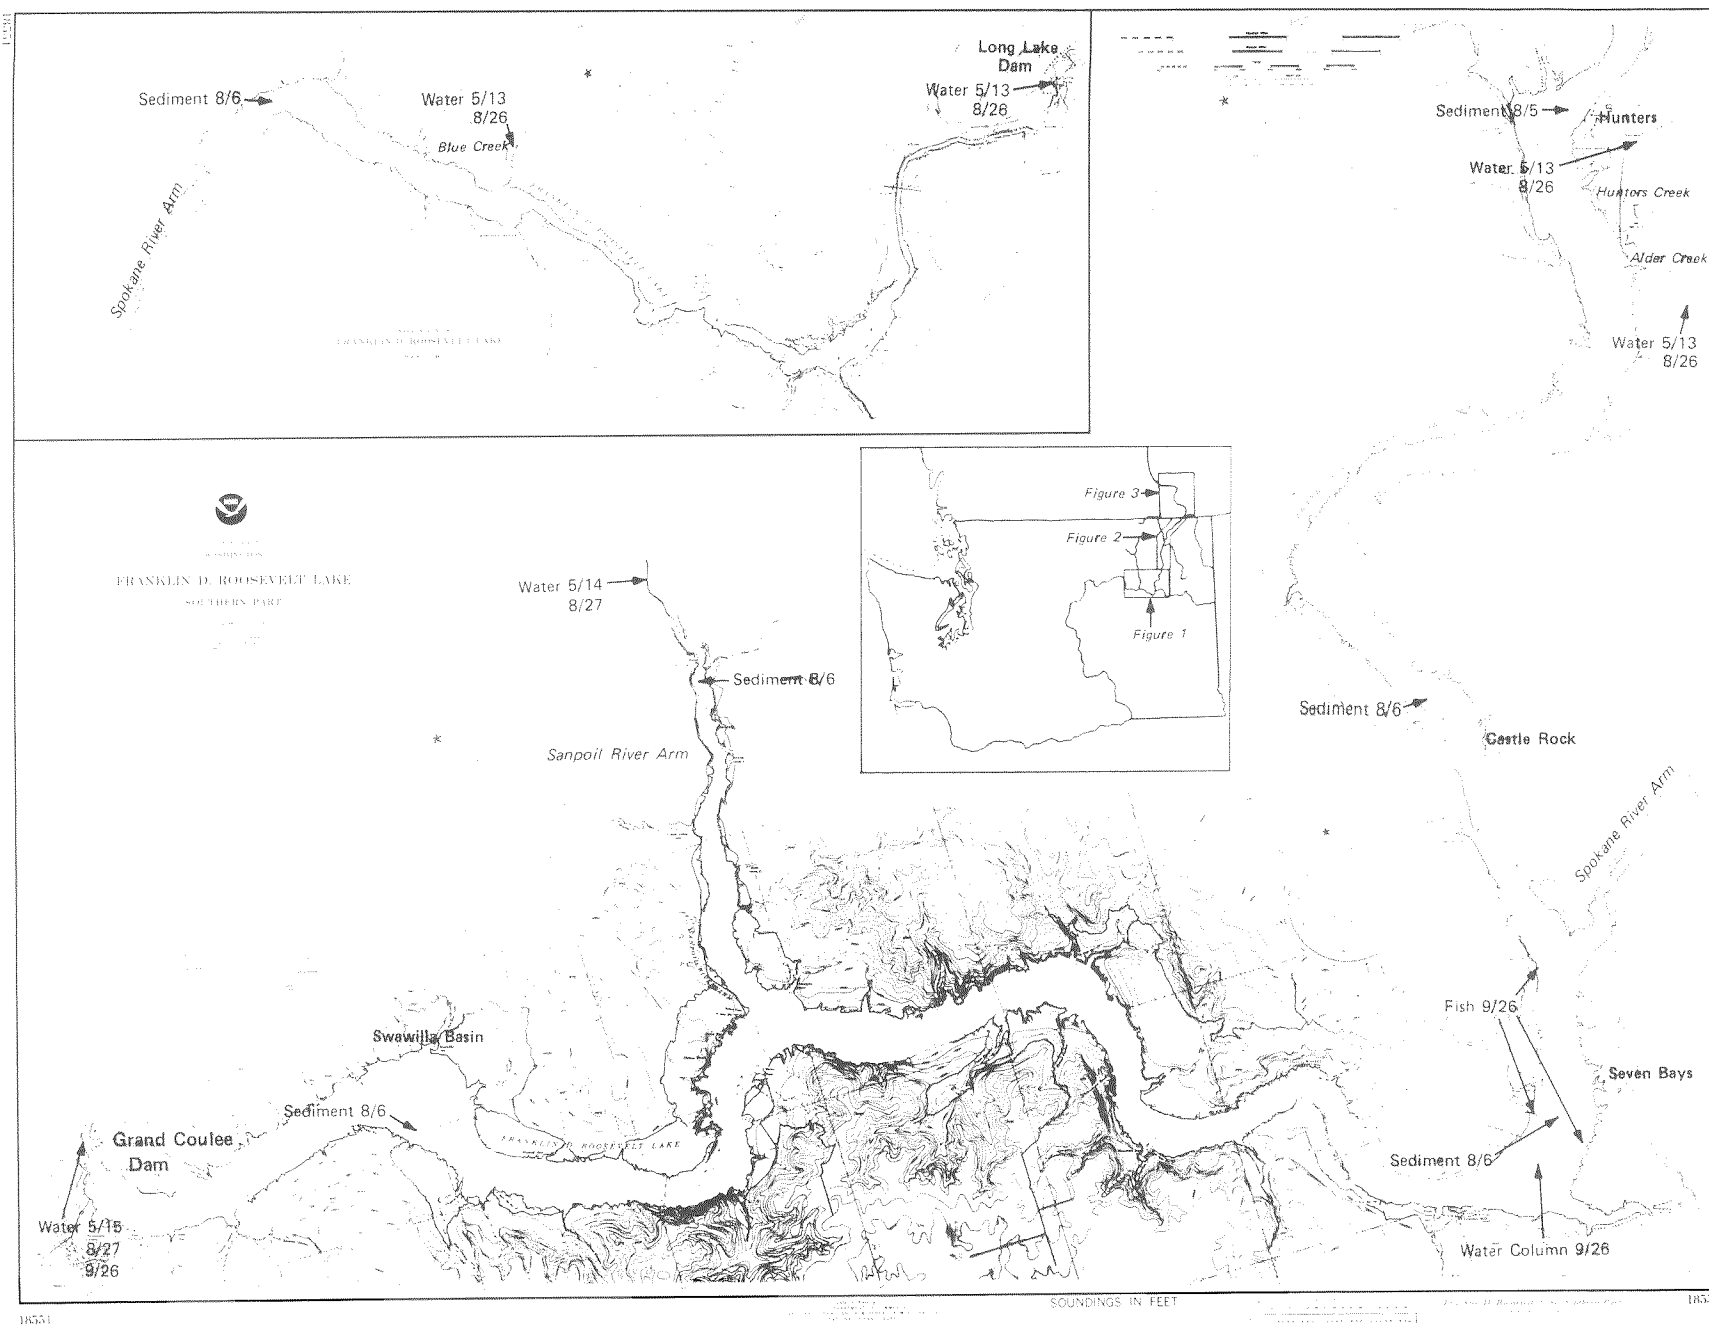 Long Lake
Dam
Sediment 8/6
Water 5/13
8/26
Blue Creek
Water 5/13
8/26
Spokane River Arm
FRANKLIN D. ROOSEVELT LAKE
Sediment 8/5
Hunters
Water 5/13
8/26
Hunters Creek
Alder Creek
Water 5/13
8/26
WASHINGTON
FRANKLIN D. ROOSEVELT LAKE
SOUTHERN PART
Figure 3
Figure 2
Figure 1
Water 5/14
8/27
Sediment 8/6
Sanpoil River Arm
Sediment 8/6
Castle Rock
Spokane River Arm
Fish 9/26
Seven Bays
Swawilla Basin
Sediment 8/6
Grand Coulee
Dam
FRANKLIN D. ROOSEVELT LAKE
Sediment 8/6
Water 5/15
8/27
9/26
Water Column 9/26
SOUNDINGS IN FEET
18551